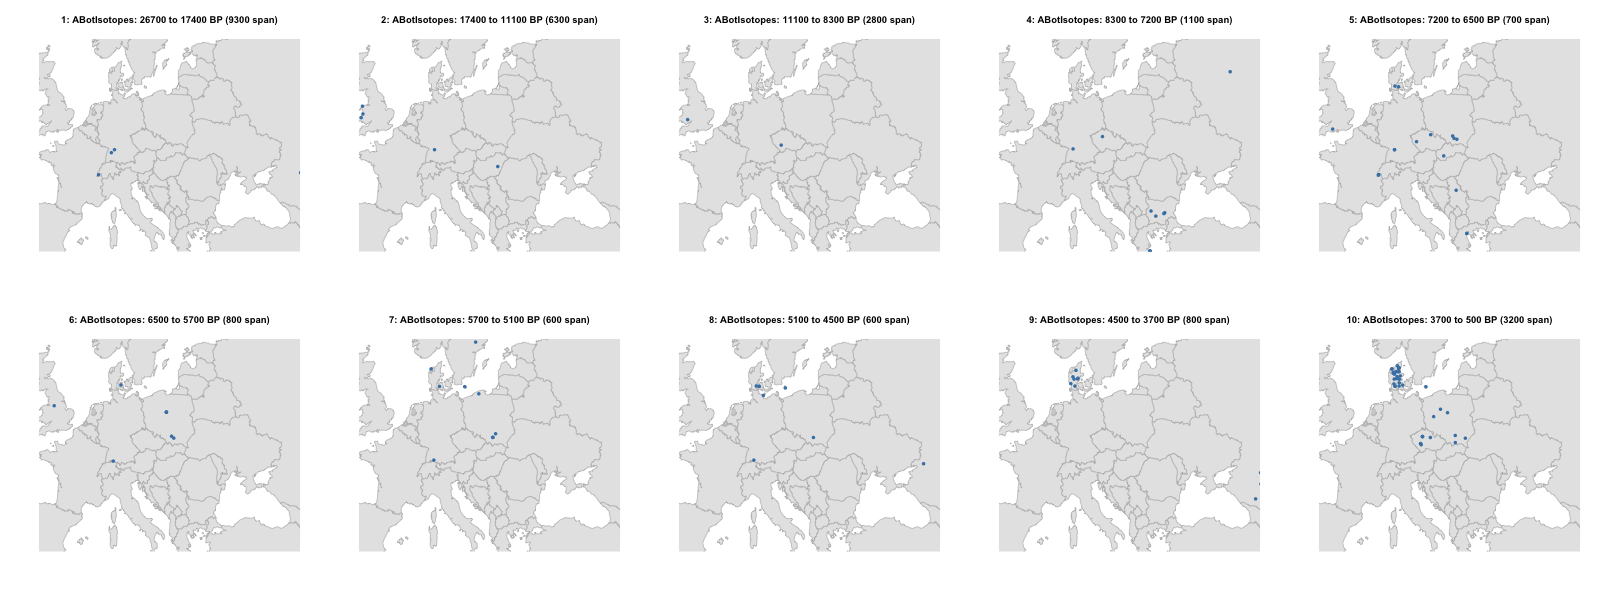 1: ABotIsotopes: 26700 to 17400 BP (9300 span)
2: ABotIsotopes: 17400 to 11100 BP (6300 span)
3: ABotIsotopes: 11100 to 8300 BP (2800 span)
4: ABotIsotopes: 8300 to 7200 BP (1100 span)
5: ABotIsotopes: 7200 to 6500 BP (700 span)
6: ABotIsotopes: 6500 to 5700 BP (800 span)
7: ABotIsotopes: 5700 to 5100 BP (600 span)
8: ABotIsotopes: 5100 to 4500 BP (600 span)
9: ABotIsotopes: 4500 to 3700 BP (800 span)
10: ABotIsotopes: 3700 to 500 BP (3200 span)